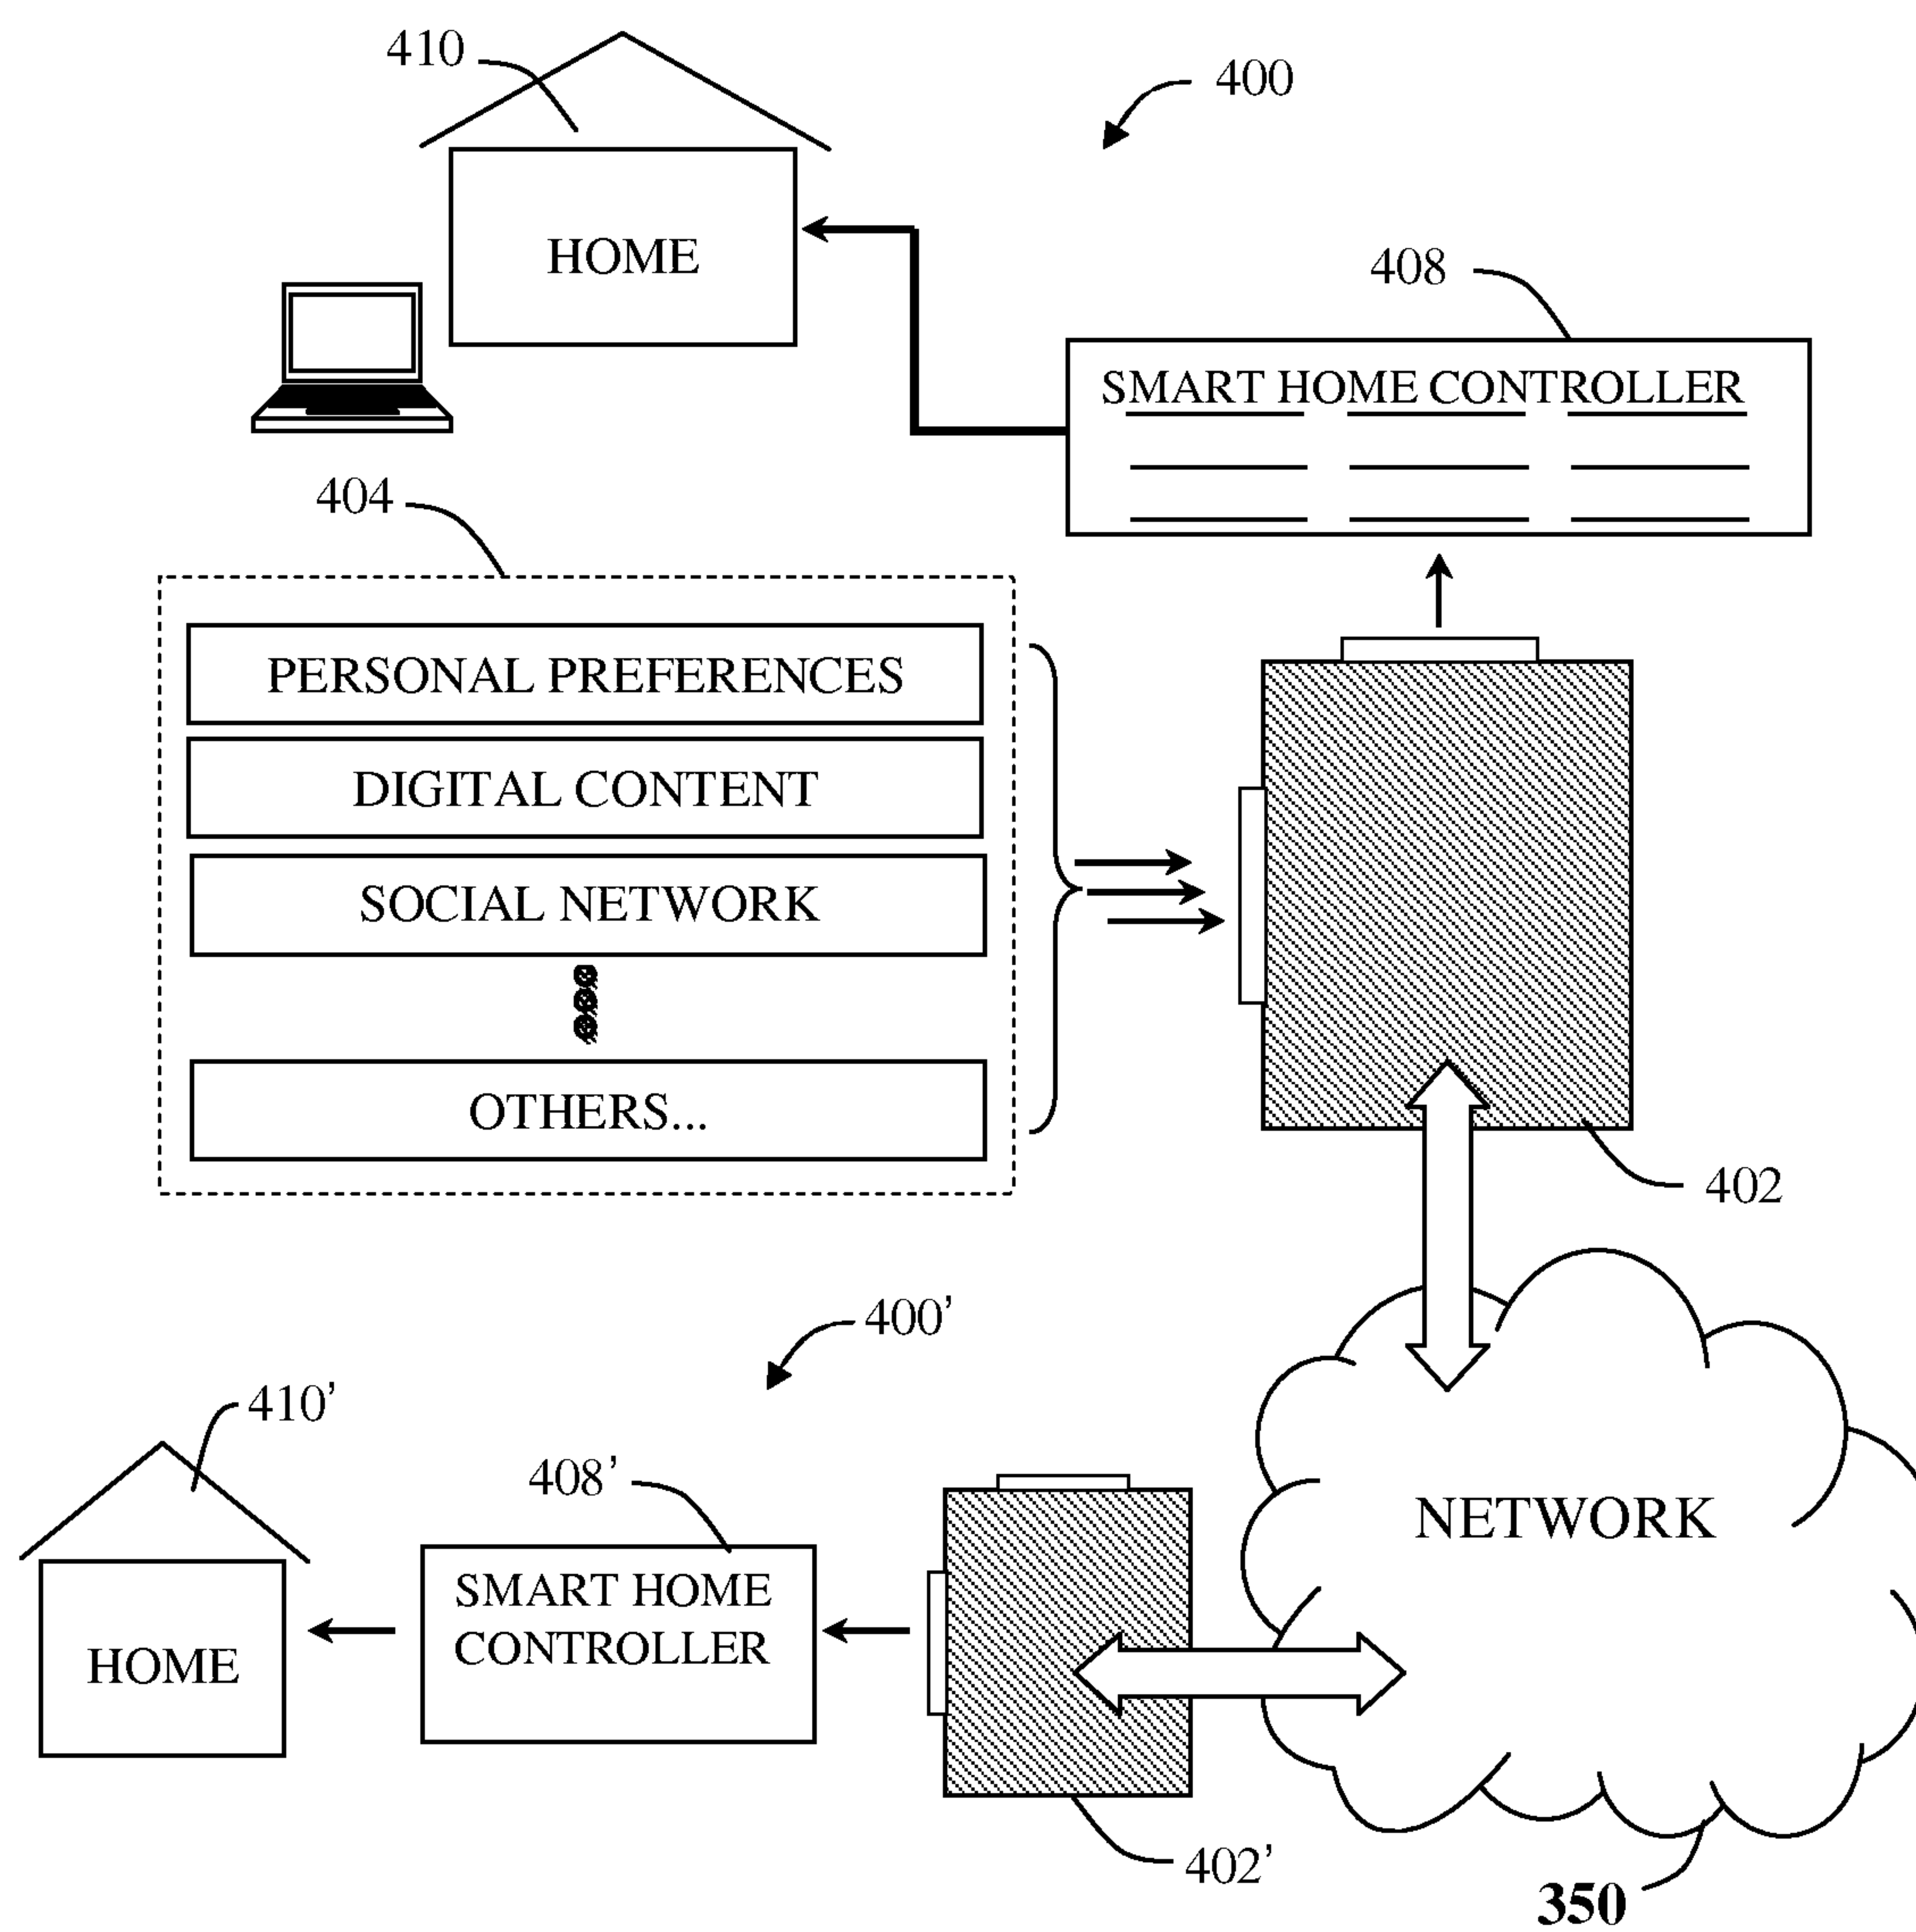 410
400
HOME
408
SMART HOME CONTROLLER
404
PERSONAL PREFERENCES
DIGITAL CONTENT
SOCIAL NETWORK
OTHERS...
402
400’
410’
408’
NETWORK
SMART HOME
CONTROLLER
HOME
402’
350